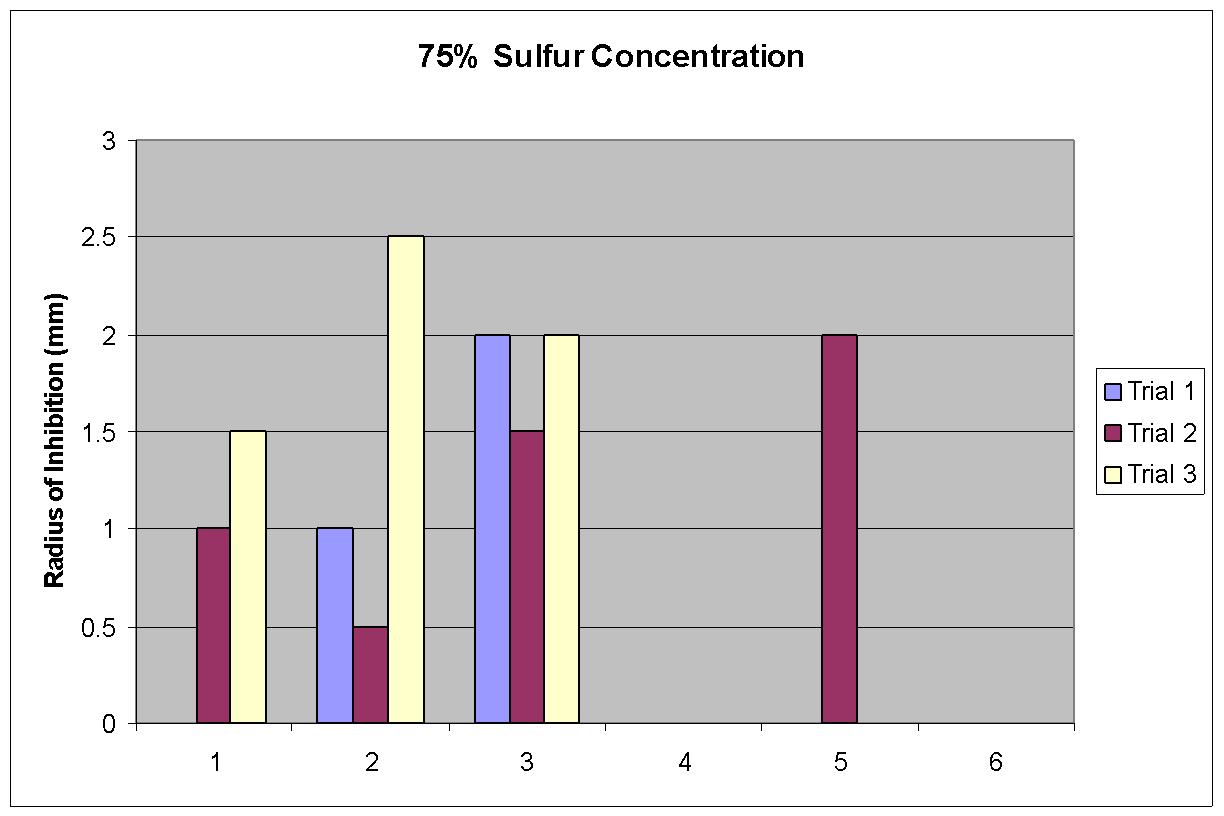 75% Sulfur Concentration
3
2.5
2
1.5
1
0.5
0
Radius of Inhibition (mm)
1 2 3 4 5 6
Trial 1
Trial 2
Trial 3